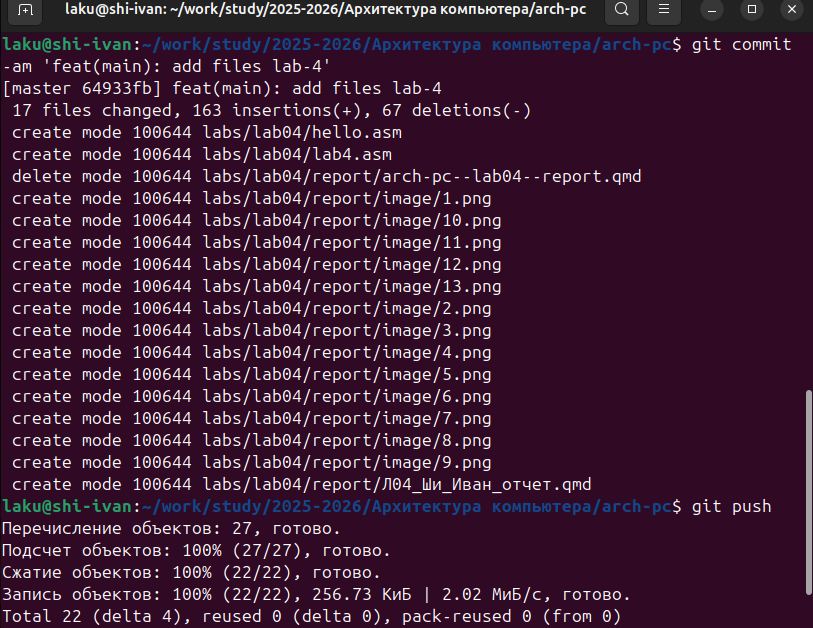 laku@shi-ivan: ~/work/study/2025-2026/Архитектура компьютера/arch-pc
laku@shi-ivan:~/work/study/2025-2026/Архитектура компьютера/arch-pc$ git commit
-am 'feat(main): add files lab-4'
[master 64933fb] feat(main): add files lab-4
 17 files changed, 163 insertions(+), 67 deletions(-)
 create mode 100644 labs/lab04/hello.asm
 create mode 100644 labs/lab04/lab4.asm
 delete mode 100644 labs/lab04/report/arch-pc--lab04--report.qmd
 create mode 100644 labs/lab04/report/image/1.png
 create mode 100644 labs/lab04/report/image/10.png
 create mode 100644 labs/lab04/report/image/11.png
 create mode 100644 labs/lab04/report/image/12.png
 create mode 100644 labs/lab04/report/image/13.png
 create mode 100644 labs/lab04/report/image/2.png
 create mode 100644 labs/lab04/report/image/3.png
 create mode 100644 labs/lab04/report/image/4.png
 create mode 100644 labs/lab04/report/image/5.png
 create mode 100644 labs/lab04/report/image/6.png
 create mode 100644 labs/lab04/report/image/7.png
 create mode 100644 labs/lab04/report/image/8.png
 create mode 100644 labs/lab04/report/image/9.png
 create mode 100644 labs/lab04/report/Л04_Ши_Иван_отчет.qmd
laku@shi-ivan:~/work/study/2025-2026/Архитектура компьютера/arch-pc$ git push
Перечисление объектов: 27, готово.
Подсчет объектов: 100% (27/27), готово.
Сжатие объектов: 100% (22/22), готово.
Запись объектов: 100% (22/22), 256.73 КиБ | 2.02 МиБ/с, готово.
Total 22 (delta 4), reused 0 (delta 0), pack-reused 0 (from 0)